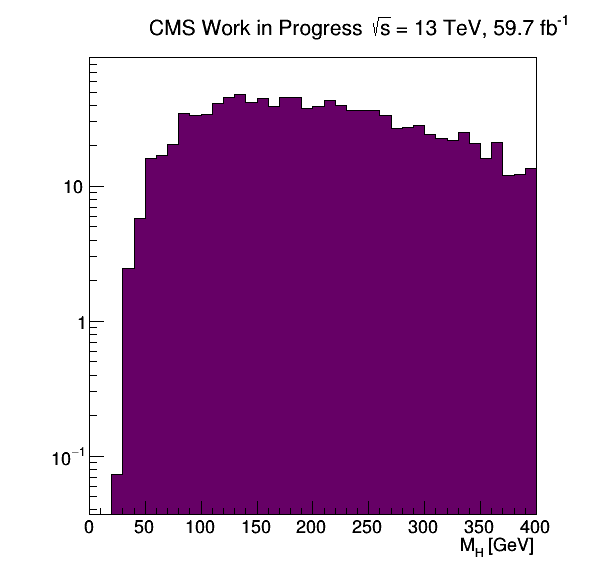 CMS Work in Progress √s = 13 TeV, 59.7 fb⁻¹
10
1
10⁻¹
0 50 100 150 200 250 300 350 400
M_H [GeV]